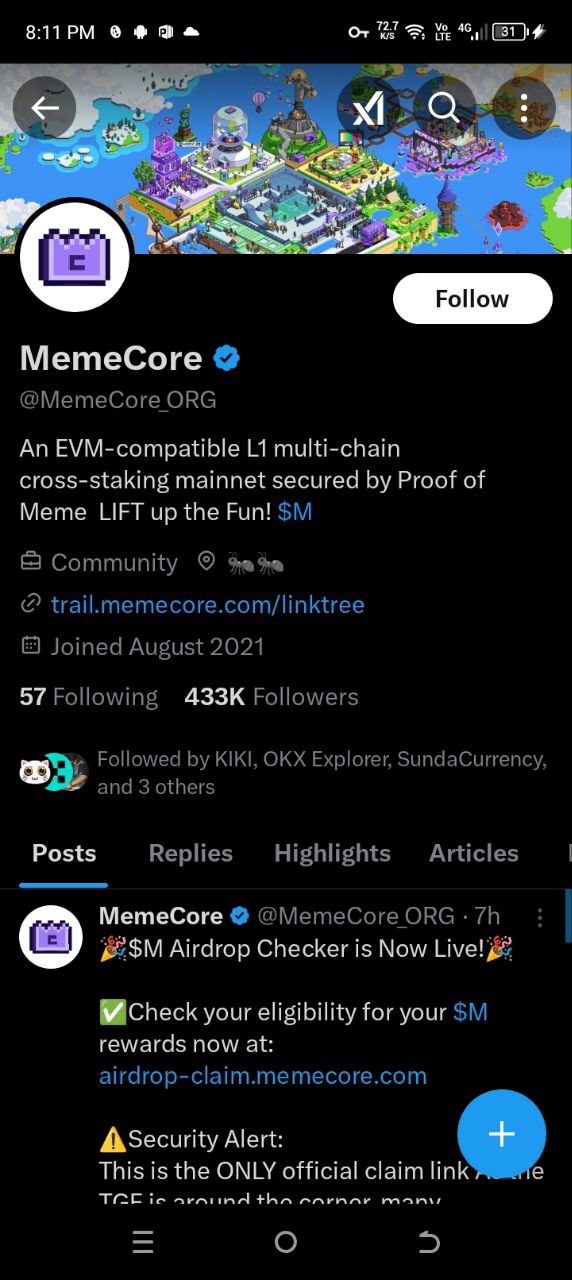 8:11 PM
72.7
K/S
Vo
LTE
4G
31
Follow
MemeCore
@MemeCore_ORG
An EVM-compatible L1 multi-chain
cross-staking mainnet secured by Proof of
Meme LIFT up the Fun! $M
Community 🐜🐜
trail.memecore.com/linktree
Joined August 2021
57 Following 433K Followers
Followed by KIKI, OKX Explorer, SundaCurrency,
and 3 others
Posts Replies Highlights Articles
MemeCore @MemeCore_ORG · 7h
🎉$M Airdrop Checker is Now Live!🎉
✅Check your eligibility for your $M
rewards now at:
airdrop-claim.memecore.com
⚠️Security Alert:
This is the ONLY official claim link As the
TGE is around the corner, many